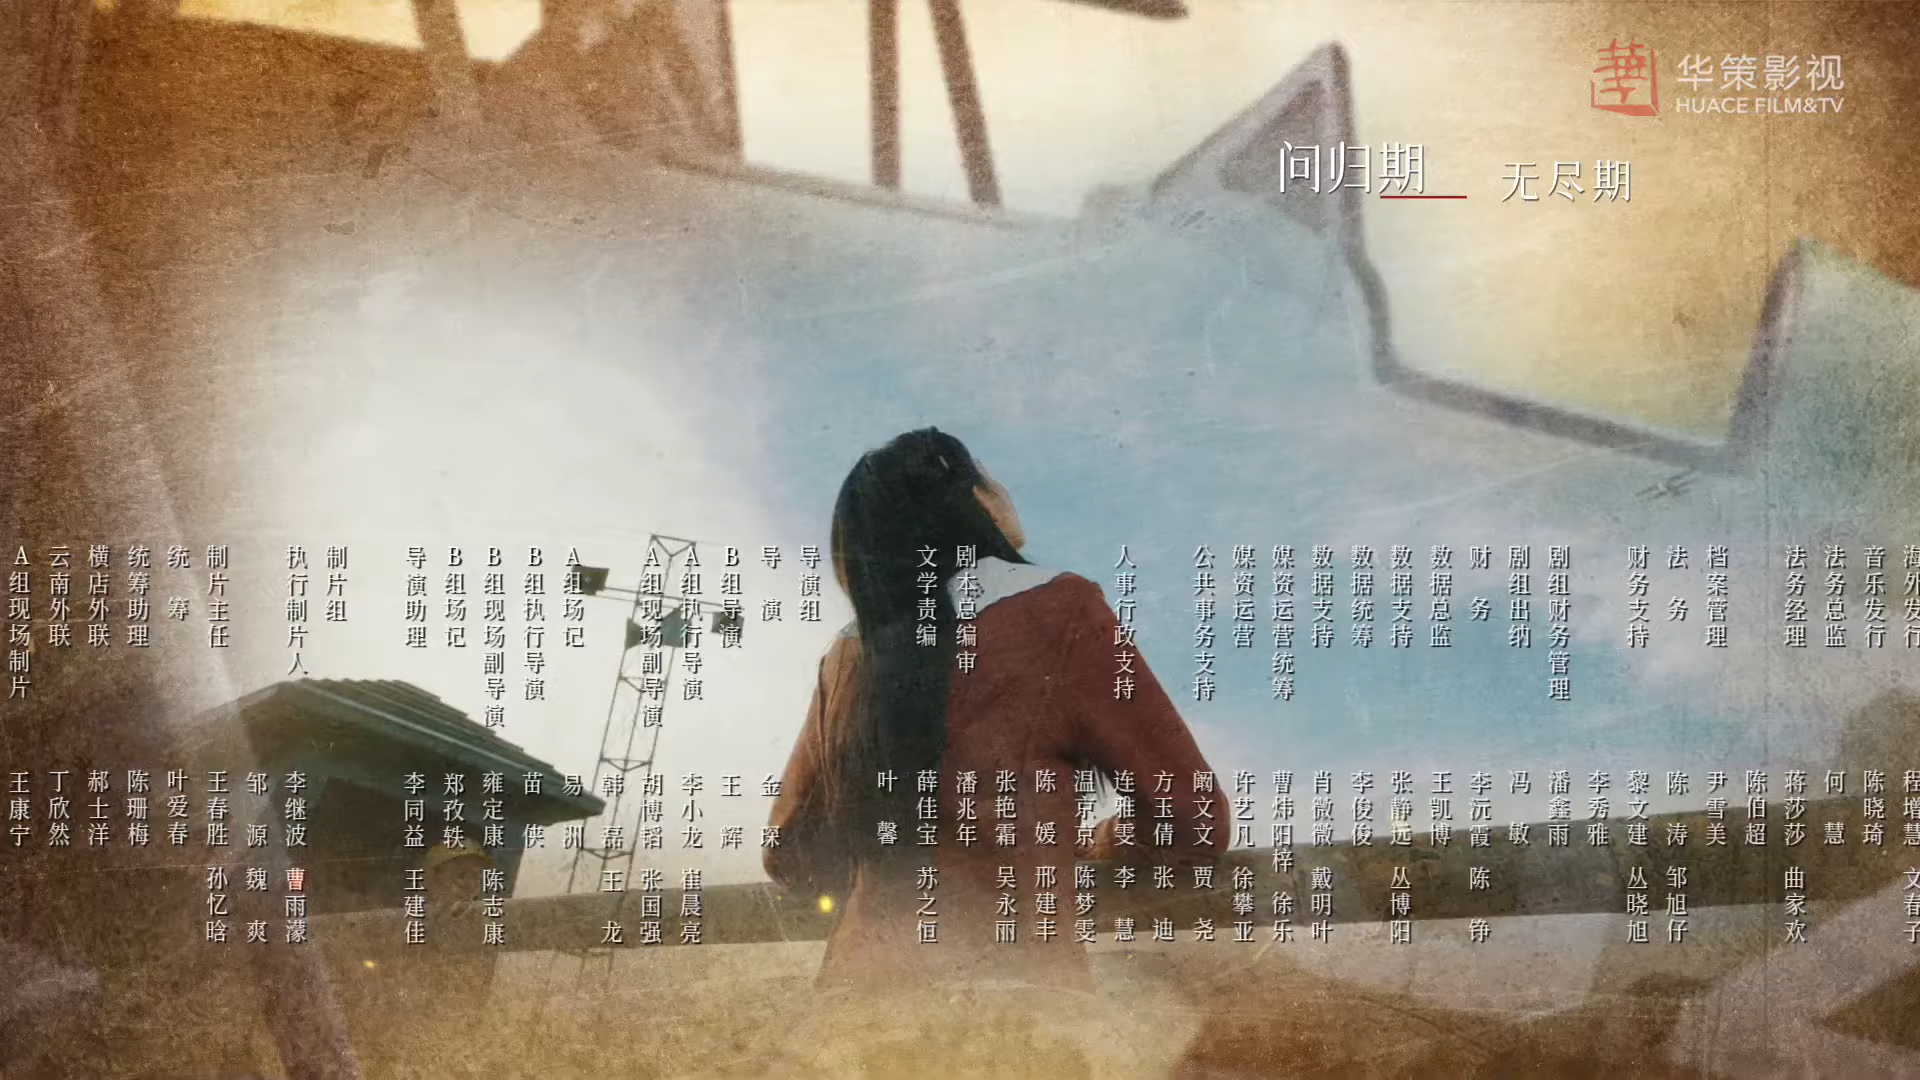 华策影视
HUACE FILM&TV
问归期 无尽期
海外发行 程增慧 文春子
音乐发行 陈晓琦
法务总监 何慧
法务经理 蒋莎莎 曲家欢
陈伯超
档案管理 尹雪美
法务 陈涛 邹旭仔
财务支持 黎文建 丛晓旭
李秀雅
剧组财务管理 潘鑫雨
剧组出纳 冯敏
财务 李沅霞 陈铮
数据总监 王凯博
数据支持 张静远 丛博阳
数据统筹 李俊俊
数据支持 肖微微 戴明叶
媒资运营统筹 曹炜阳梓 徐乐
媒资运营 许艺凡 徐攀亚
公共事务支持 阚文文 贾尧
方玉倩 张迪
人事行政支持 连雅雯 李慧
温京京 陈梦雯
陈媛 邢建丰
张艳霜 吴永丽
剧本总编审 潘兆年
文学责编 薛佳宝 苏之恒
叶馨
导演组
导演 金琛
B组导演 王辉
A组执行导演 李小龙 崔晨亮
A组现场副导演 胡博韬 张国强
韩磊 王龙
A组场记 易洲
B组执行导演 苗侠
B组现场副导演 雍定康 陈志康
B组场记 郑孜轶
导演助理 李同益 王建佳
制片组
执行制片人 李继波 曹雨濛
邹源 魏爽
制片主任 王春胜 孙忆晗
统筹 叶爱春
统筹助理 陈珊梅
横店外联 郝士洋
云南外联 丁欣然
A组现场制片 王康宁